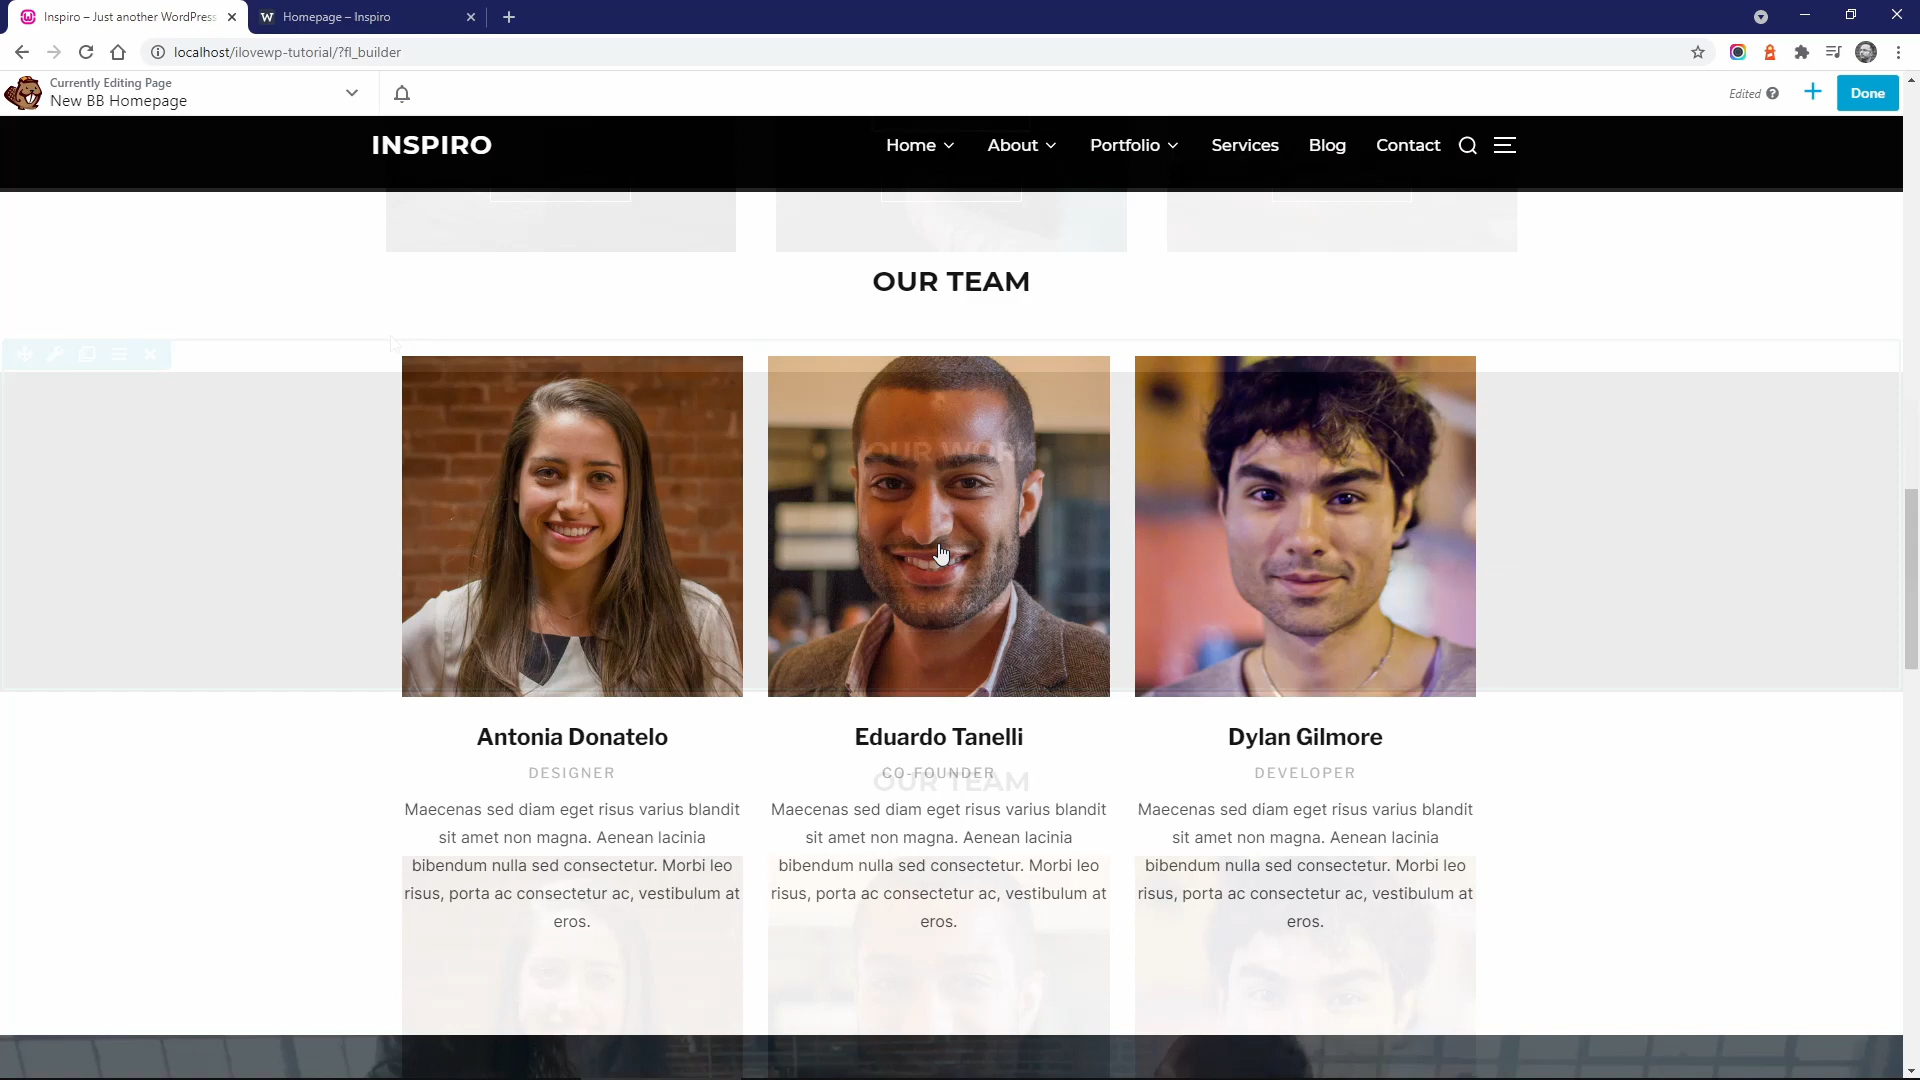 Inspiro – Just another WordPress
Homepage – Inspiro
localhost/ilovewp-tutorial/?fl_builder
Currently Editing Page
New BB Homepage
Edited
Done
INSPIRO
Home
About
Portfolio
Services
Blog
Contact
OUR TEAM
OUR WORK
VIEW NOW
Antonia Donatelo
DESIGNER
Maecenas sed diam eget risus varius blandit
sit amet non magna. Aenean lacinia
bibendum nulla sed consectetur. Morbi leo
risus, porta ac consectetur ac, vestibulum at
eros.
Eduardo Tanelli
CO-FOUNDER
OUR TEAM
Maecenas sed diam eget risus varius blandit
sit amet non magna. Aenean lacinia
bibendum nulla sed consectetur. Morbi leo
risus, porta ac consectetur ac, vestibulum at
eros.
Dylan Gilmore
DEVELOPER
Maecenas sed diam eget risus varius blandit
sit amet non magna. Aenean lacinia
bibendum nulla sed consectetur. Morbi leo
risus, porta ac consectetur ac, vestibulum at
eros.